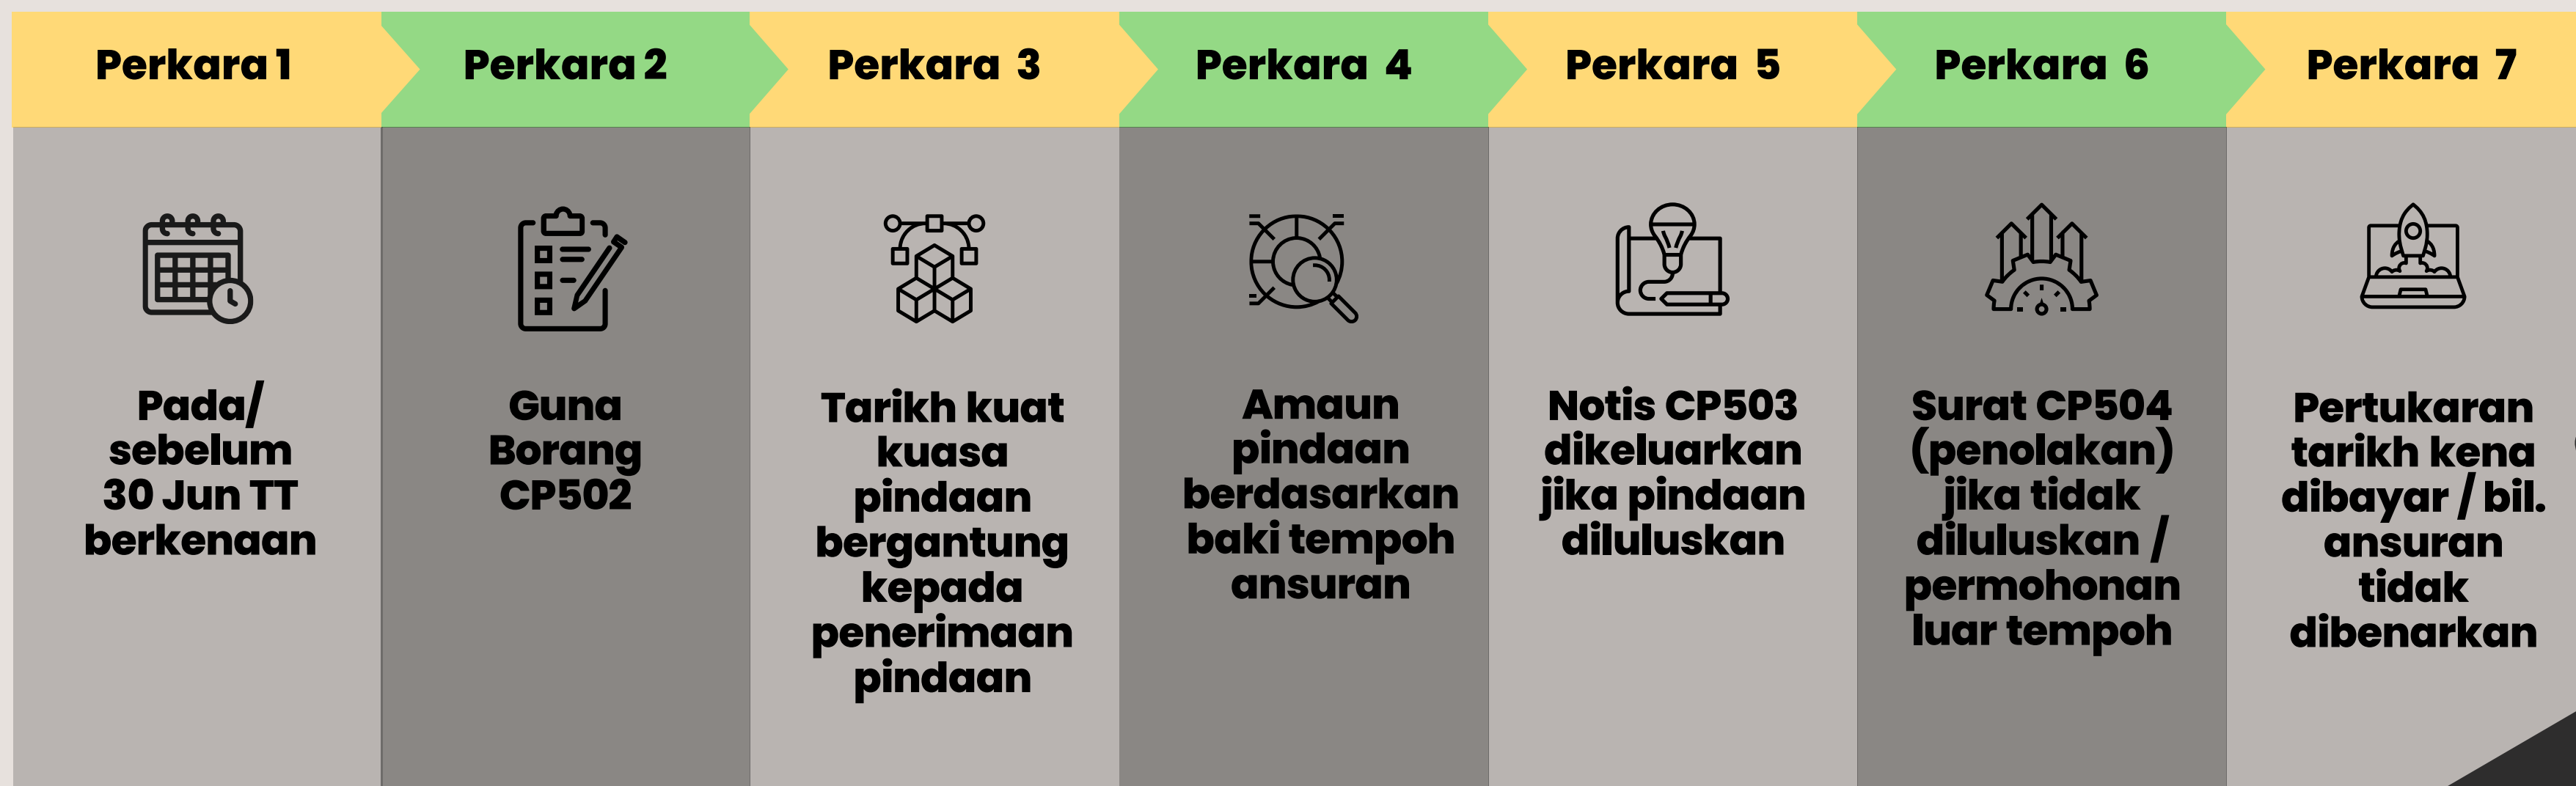 Perkara 1
Perkara 2
Perkara 3
Perkara 4
Perkara 5
Perkara 6
Perkara 7
Pada/
sebelum
30 Jun TT
berkenaan
Guna
Borang
CP502
Tarikh kuat
kuasa
pindaan
bergantung
kepada
penerimaan
pindaan
Amaun
pindaan
berdasarkan
baki tempoh
ansuran
Notis CP503
dikeluarkan
jika pindaan
diluluskan
Surat CP504
(penolakan)
jika tidak
diluluskan /
permohonan
luar tempoh
Pertukaran
tarikh kena
dibayar / bil.
ansuran
tidak
dibenarkan